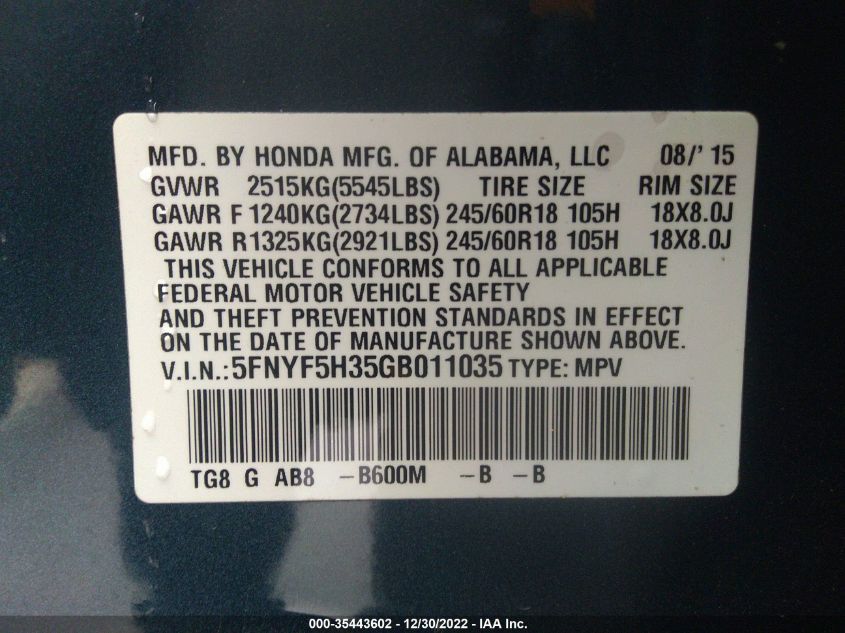 MFD. BY HONDA MFG. OF ALABAMA, LLC 08/'15
GVWR 2515KG(5545LBS) TIRE SIZE RIM SIZE
GAWR F 1240KG(2734LBS) 245/60R18 105H 18X8.0J
GAWR R1325KG(2921LBS) 245/60R18 105H 18X8.0J
THIS VEHICLE CONFORMS TO ALL APPLICABLE
FEDERAL MOTOR VEHICLE SAFETY
AND THEFT PREVENTION STANDARDS IN EFFECT
ON THE DATE OF MANUFACTURE SHOWN ABOVE.
V.I.N.:5FNYF5H35GB011035 TYPE: MPV
TG8 G AB8 -B600M -B -B
000-35443602 - 12/30/2022 - IAA Inc.